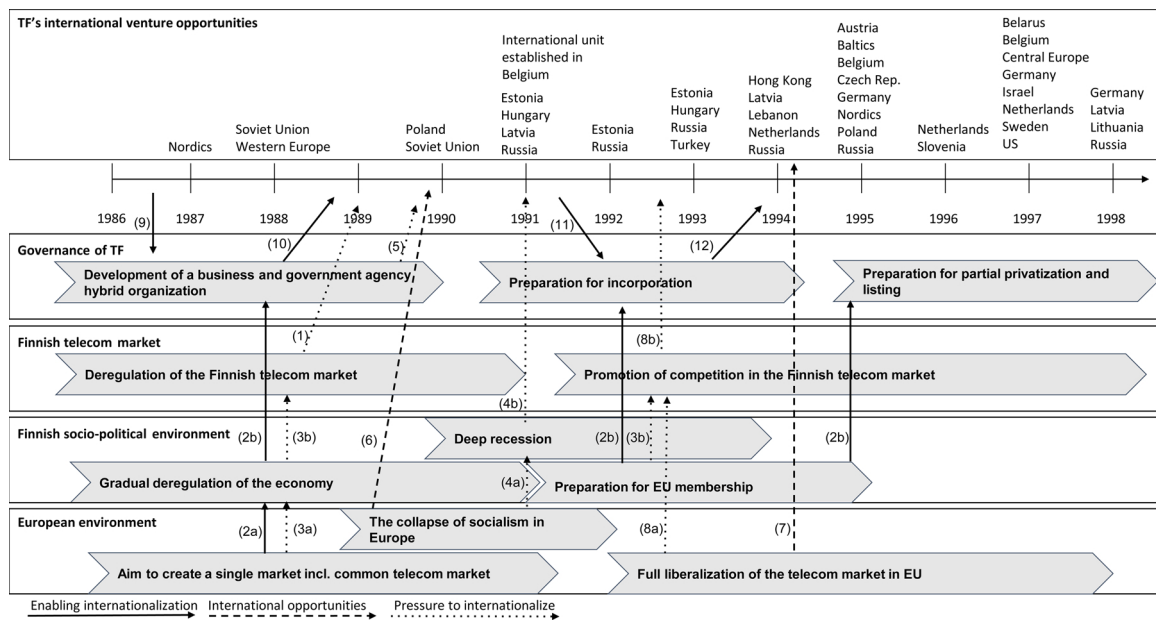 TF's international venture opportunities
Nordics
Soviet Union
Western Europe
Poland
Soviet Union
International unit
established in
Belgium
Estonia
Hungary
Latvia
Russia
Estonia
Russia
Estonia
Hungary
Russia
Turkey
Hong Kong
Latvia
Lebanon
Netherlands
Russia
Austria
Baltics
Belgium
Czech Rep.
Germany
Nordics
Poland
Russia
Netherlands
Slovenia
Belarus
Belgium
Central Europe
Germany
Israel
Netherlands
Sweden
US
Germany
Latvia
Lithuania
Russia
1986 (9) 1987 1988 1989 1990 1991 (11) 1992 1993 1994 1995 1996 1997 1998
Governance of TF
(10) (5) (12)
Development of a business and government agency
hybrid organization
Preparation for incorporation
Preparation for partial privatization and
listing
Finnish telecom market
(1) (8b)
Deregulation of the Finnish telecom market
Promotion of competition in the Finnish telecom market
(4b)
Finnish socio-political environment
(2b) (3b) (6)
Deep recession
(2b) (3b) (2b)
Gradual deregulation of the economy
(4a)
Preparation for EU membership
European environment
(2a) (3a)
The collapse of socialism in
Europe
(8a) (7)
Aim to create a single market incl. common telecom market
Full liberalization of the telecom market in EU
Enabling internationalization
International opportunities
Pressure to internationalize